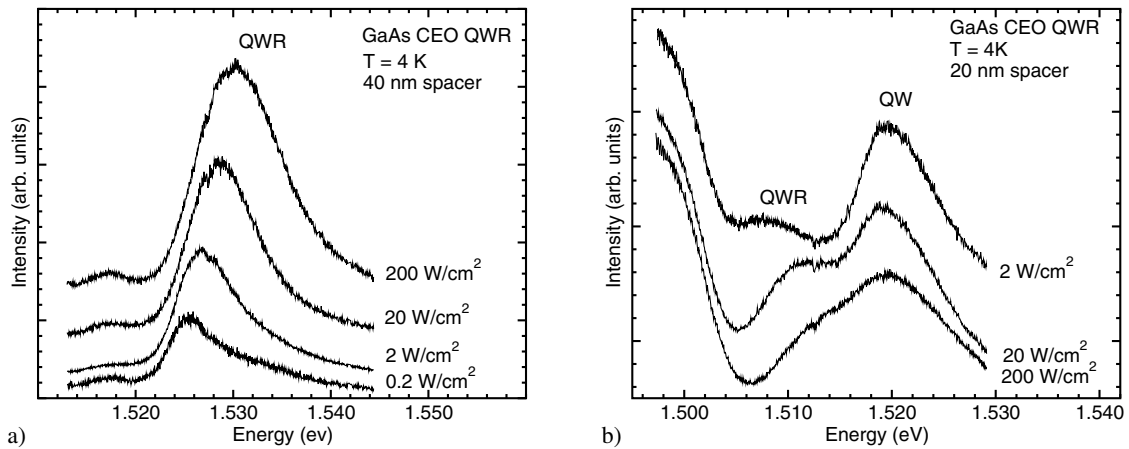 QWR
GaAs CEO QWR
T = 4 K
40 nm spacer
200 W/cm²
20 W/cm²
2 W/cm²
0.2 W/cm²
Intensity (arb. units)
1.520 1.530 1.540 1.550
Energy (ev)
a)
GaAs CEO QWR
T = 4K
20 nm spacer
QW
QWR
2 W/cm²
20 W/cm²
200 W/cm²
Intensity (arb. units)
1.500 1.510 1.520 1.530 1.540
Energy (eV)
b)